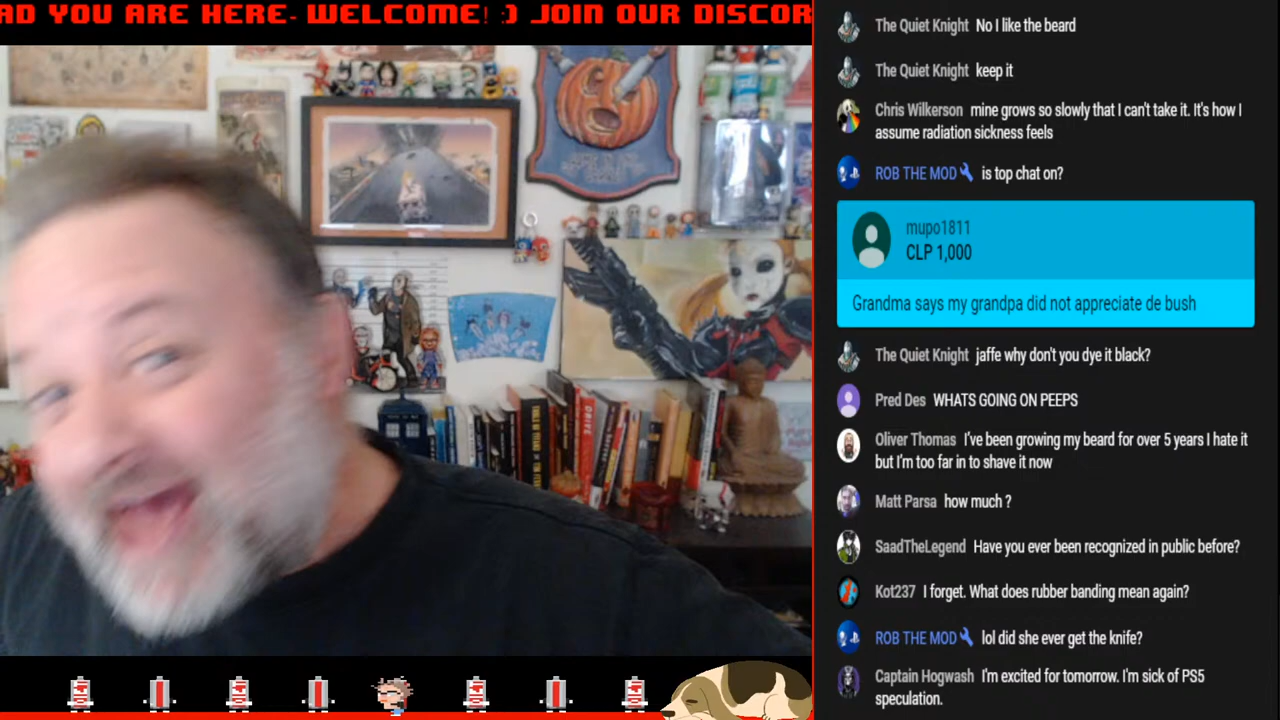 AD YOU ARE HERE- WELCOME! :) JOIN OUR DISCOR
The Quiet Knight No I like the beard
The Quiet Knight keep it
Chris Wilkerson mine grows so slowly that I can't take it. It's how I
assume radiation sickness feels
ROB THE MOD is top chat on?
mupo1811
CLP 1,000
Grandma says my grandpa did not appreciate de bush
The Quiet Knight jaffe why don't you dye it black?
Pred Des WHATS GOING ON PEEPS
Oliver Thomas I've been growing my beard for over 5 years I hate it
but I'm too far in to shave it now
Matt Parsa how much ?
SaadTheLegend Have you ever been recognized in public before?
Kot237 I forget. What does rubber banding mean again?
ROB THE MOD lol did she ever get the knife?
Captain Hogwash I'm excited for tomorrow. I'm sick of PS5
speculation.
DRIVE